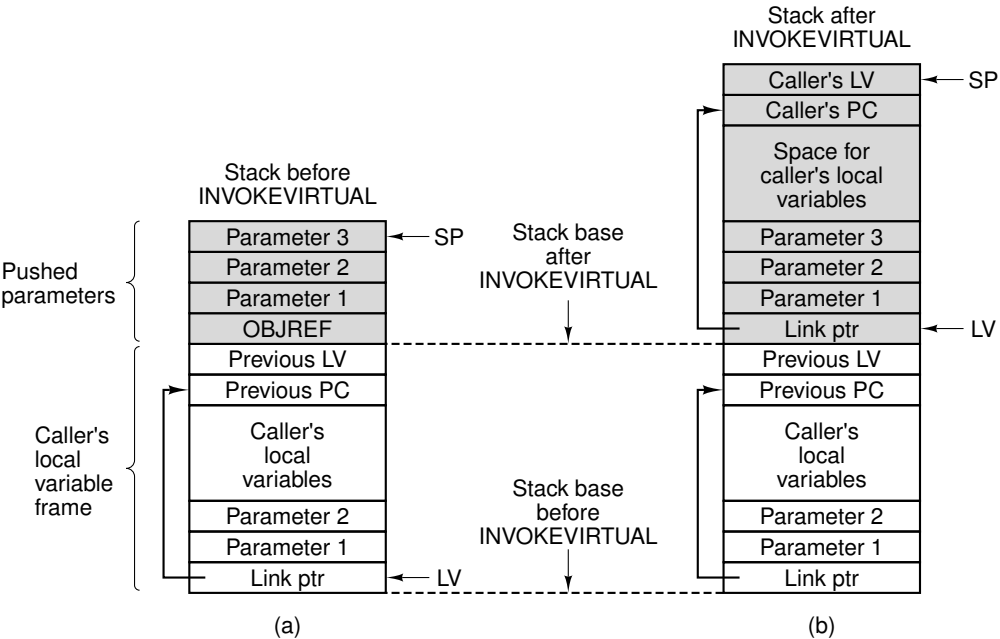 Stack after
INVOKEVIRTUAL
Caller's LV
SP
Caller's PC
Space for
caller's local
variables
Stack before
INVOKEVIRTUAL
Pushed
parameters
Parameter 3
SP
Parameter 2
Parameter 1
OBJREF
Stack base
after
INVOKEVIRTUAL
Parameter 3
Parameter 2
Parameter 1
Link ptr
LV
Caller's
local
variable
frame
Previous LV
Previous PC
Caller's
local
variables
Parameter 2
Parameter 1
Link ptr
LV
Stack base
before
INVOKEVIRTUAL
Previous LV
Previous PC
Caller's
local
variables
Parameter 2
Parameter 1
Link ptr
(a)
(b)